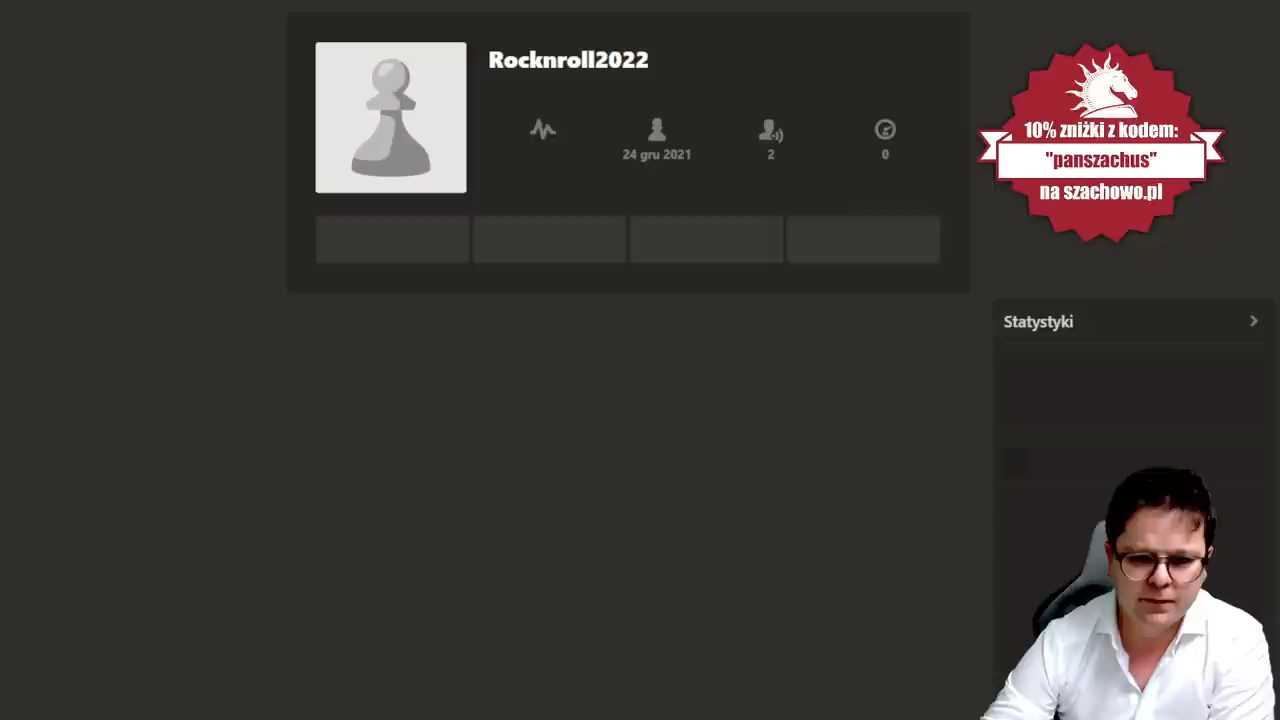 Rocknroll2022
24 gru 2021
2
0
10% zniżki z kodem:
"panszachus"
na szachowo.pl
Statystyki